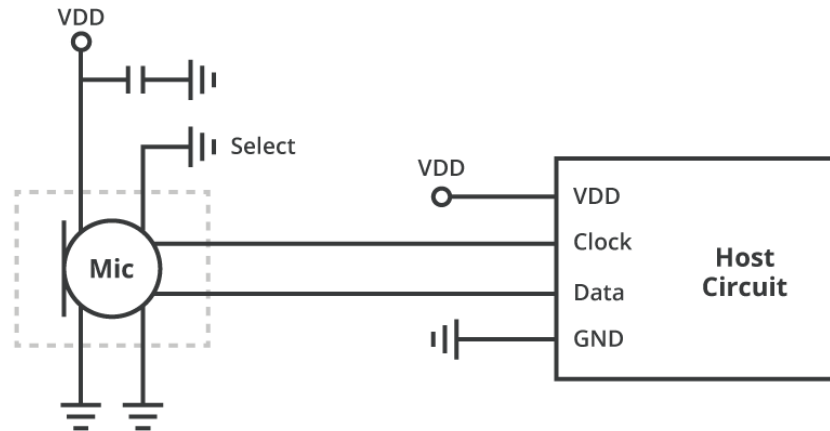 VDD
Select
VDD
VDD
Clock
Mic
Host
Circuit
Data
GND